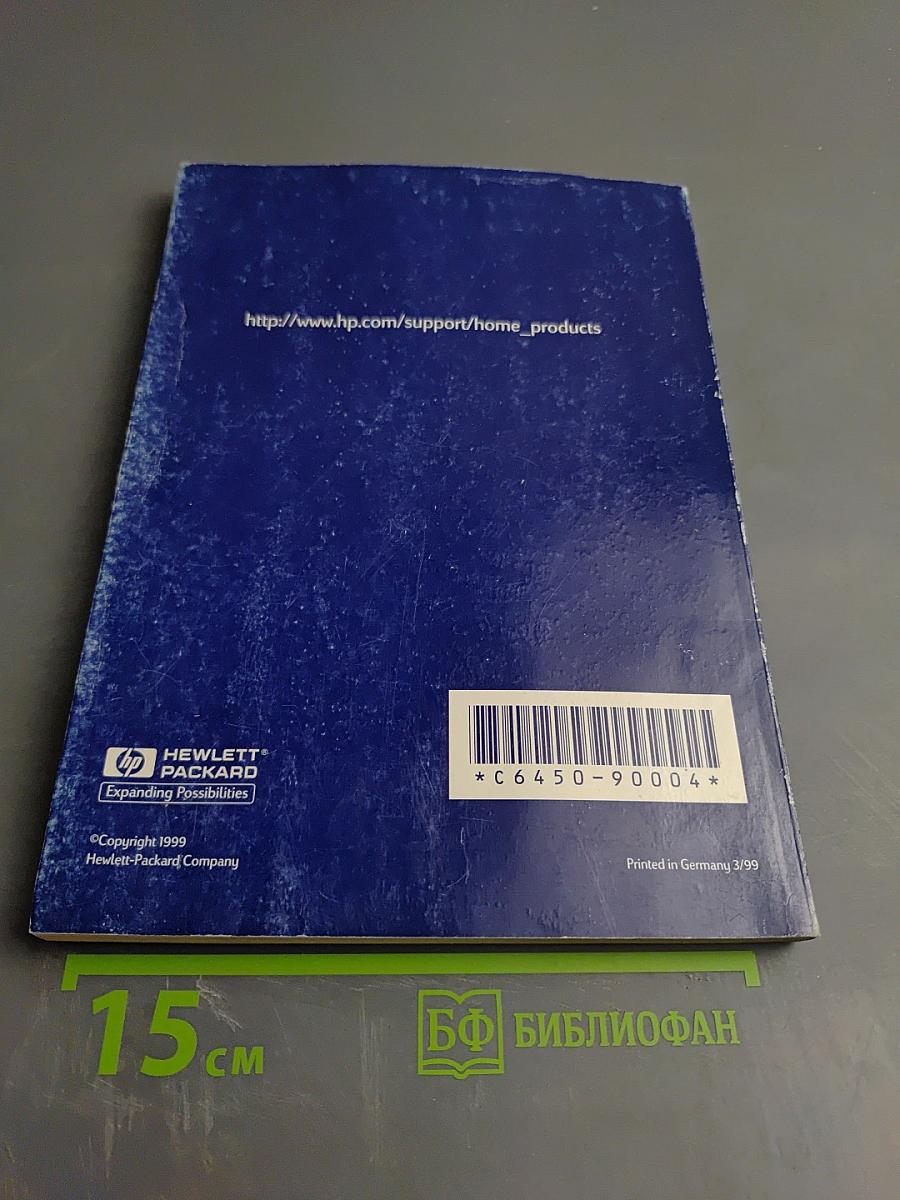 http://www.hp.com/support/home_products
hp HEWLETT®
PACKARD
Expanding Possibilities
*C6450-90004*
©Copyright 1999
Hewlett-Packard Company
Printed in Germany 3/99
15 см
БФ БИБЛИОФАН